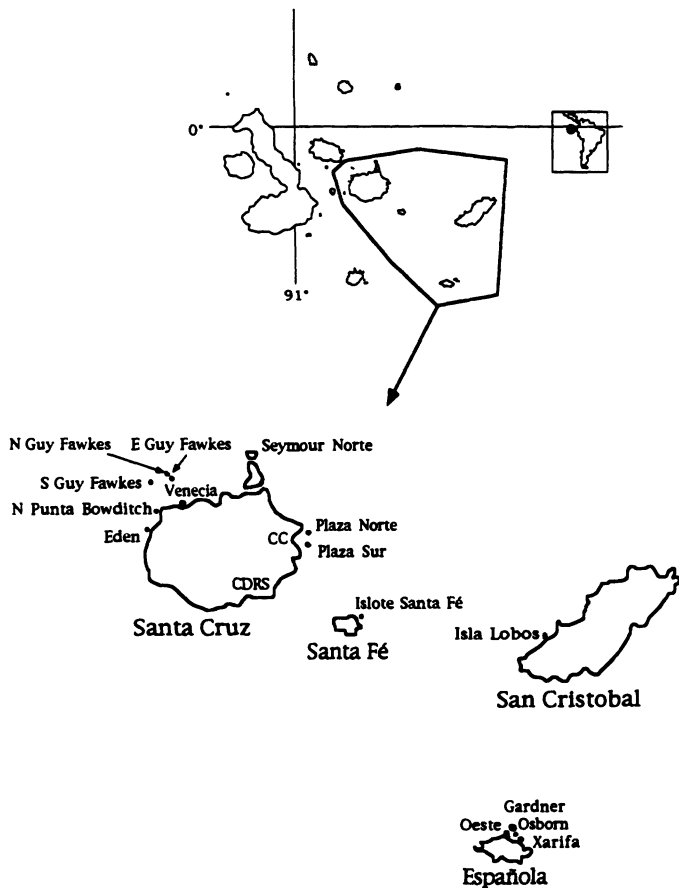 0°
91°
N Guy Fawkes
E Guy Fawkes
Seymour Norte
S Guy Fawkes
Venecia
N Punta Bowditch
Eden
CC
Plaza Norte
Plaza Sur
CDRS
Santa Cruz
Islote Santa Fé
Santa Fé
Isla Lobos
San Cristobal
Gardner
Oeste
Osborn
Xarifa
Española